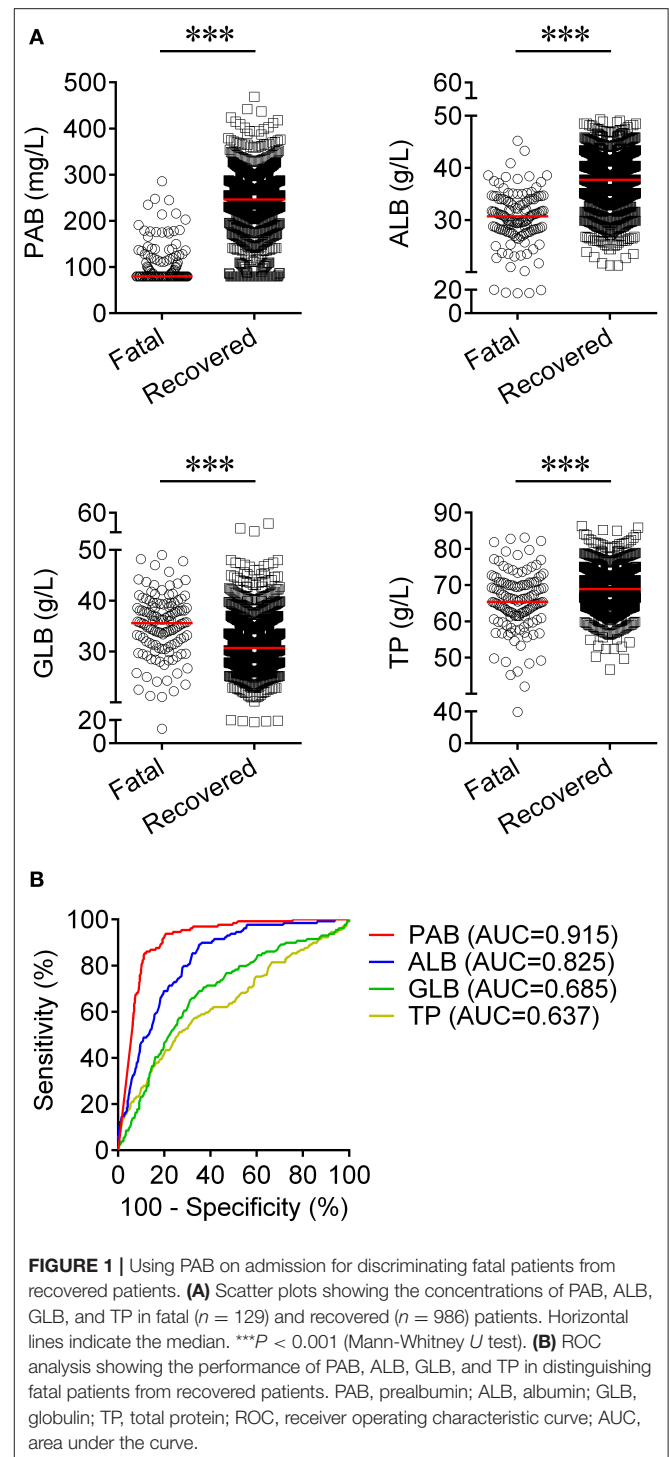 A
***
500
400
300
200
100
0
PAB (mg/L)
Fatal
Recovered
***
60
50
40
30
20
0
ALB (g/L)
Fatal
Recovered
***
60
50
40
30
20
0
GLB (g/L)
Fatal
Recovered
***
90
80
70
60
50
40
0
TP (g/L)
Fatal
Recovered
B
100
80
60
40
20
0
Sensitivity (%)
0 20 40 60 80 100
100 - Specificity (%)
PAB (AUC=0.915)
ALB (AUC=0.825)
GLB (AUC=0.685)
TP (AUC=0.637)
FIGURE 1 | Using PAB on admission for discriminating fatal patients from
recovered patients. (A) Scatter plots showing the concentrations of PAB, ALB,
GLB, and TP in fatal (n = 129) and recovered (n = 986) patients. Horizontal
lines indicate the median. ***P < 0.001 (Mann-Whitney U test). (B) ROC
analysis showing the performance of PAB, ALB, GLB, and TP in distinguishing
fatal patients from recovered patients. PAB, prealbumin; ALB, albumin; GLB,
globulin; TP, total protein; ROC, receiver operating characteristic curve; AUC,
area under the curve.